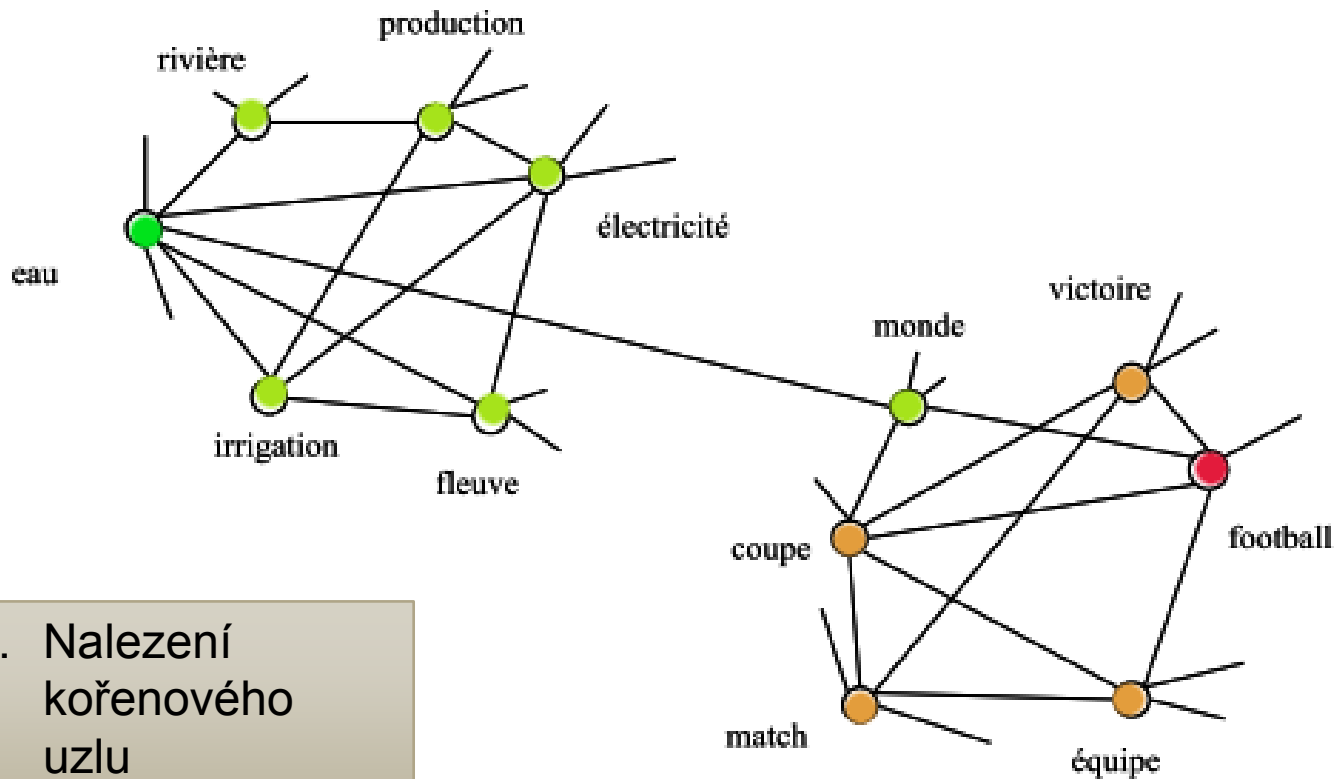 production
rivière
électricité
eau
victoire
monde
irrigation
fleuve
football
coupe
. Nalezení
kořenového
uzlu
match
équipe